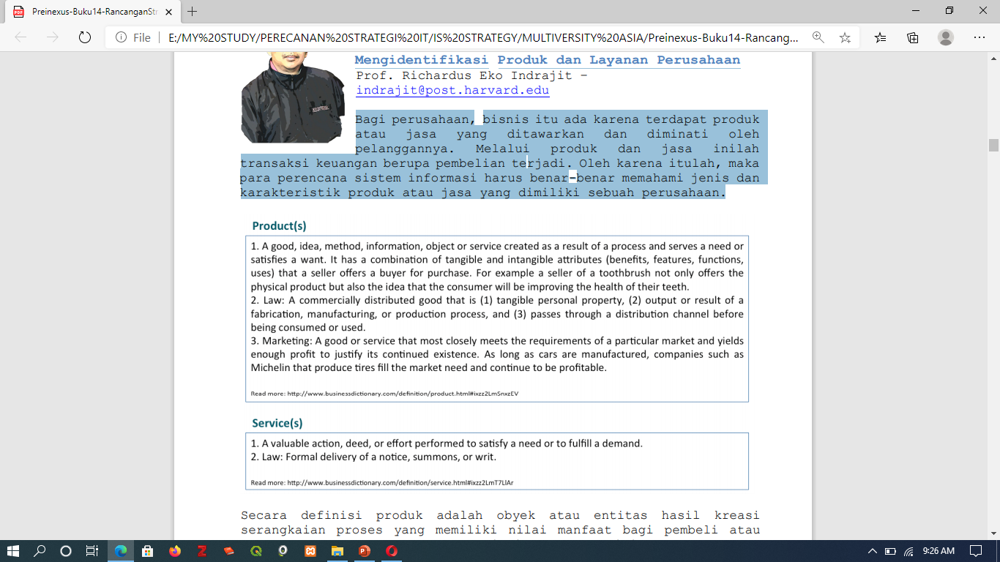 Preinexus-Buku14-RancanganStr
File
E:/MY%20STUDY/PERECANAN%20STRATEGI%20IT/IS%20STRATEGY/MULTIVERSITY%20ASIA/Preinexus-Buku14-Rancang...
Mengidentifikasi Produk dan Layanan Perusahaan
Prof. Richardus Eko Indrajit –
indrajit@post.harvard.edu
Bagi perusahaan, bisnis itu ada karena terdapat produk
atau jasa yang ditawarkan dan diminati oleh
pelanggannya. Melalui produk dan jasa inilah
transaksi keuangan berupa pembelian terjadi. Oleh karena itulah, maka
para perencana sistem informasi harus benar-benar memahami jenis dan
karakteristik produk atau jasa yang dimiliki sebuah perusahaan.
Product(s)
1. A good, idea, method, information, object or service created as a result of a process and serves a need or
satisfies a want. It has a combination of tangible and intangible attributes (benefits, features, functions,
uses) that a seller offers a buyer for purchase. For example a seller of a toothbrush not only offers the
physical product but also the idea that the consumer will be improving the health of their teeth.
2. Law: A commercially distributed good that is (1) tangible personal property, (2) output or result of a
fabrication, manufacturing, or production process, and (3) passes through a distribution channel before
being consumed or used.
3. Marketing: A good or service that most closely meets the requirements of a particular market and yields
enough profit to justify its continued existence. As long as cars are manufactured, companies such as
Michelin that produce tires fill the market need and continue to be profitable.
Read more: http://www.businessdictionary.com/definition/product.html#ixzz2LmSnxzEV
Service(s)
1. A valuable action, deed, or effort performed to satisfy a need or to fulfill a demand.
2. Law: Formal delivery of a notice, summons, or writ.
Read more: http://www.businessdictionary.com/definition/service.html#ixzz2LmT7LlAr
Secara definisi produk adalah obyek atau entitas hasil kreasi
serangkaian proses yang memiliki nilai manfaat bagi pembeli atau
9:26 AM